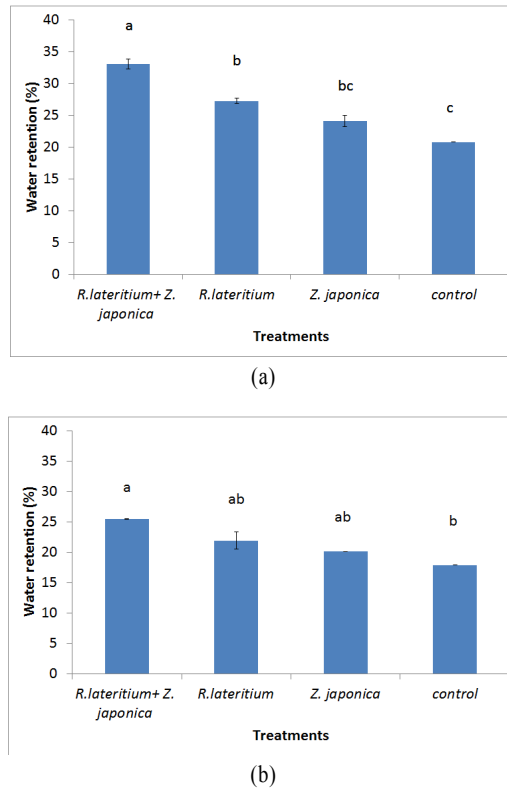 40
35
30
25
20
15
10
5
0
Water retention (%)
a
b
bc
c
R.lateritium+ Z.
japonica
R.lateritium
Z. japonica
control
Treatments
(a)
40
35
30
25
20
15
10
5
0
Water retention (%)
a
ab
ab
b
R.lateritium+ Z.
japonica
R.lateritium
Z. japonica
control
Treatments
(b)